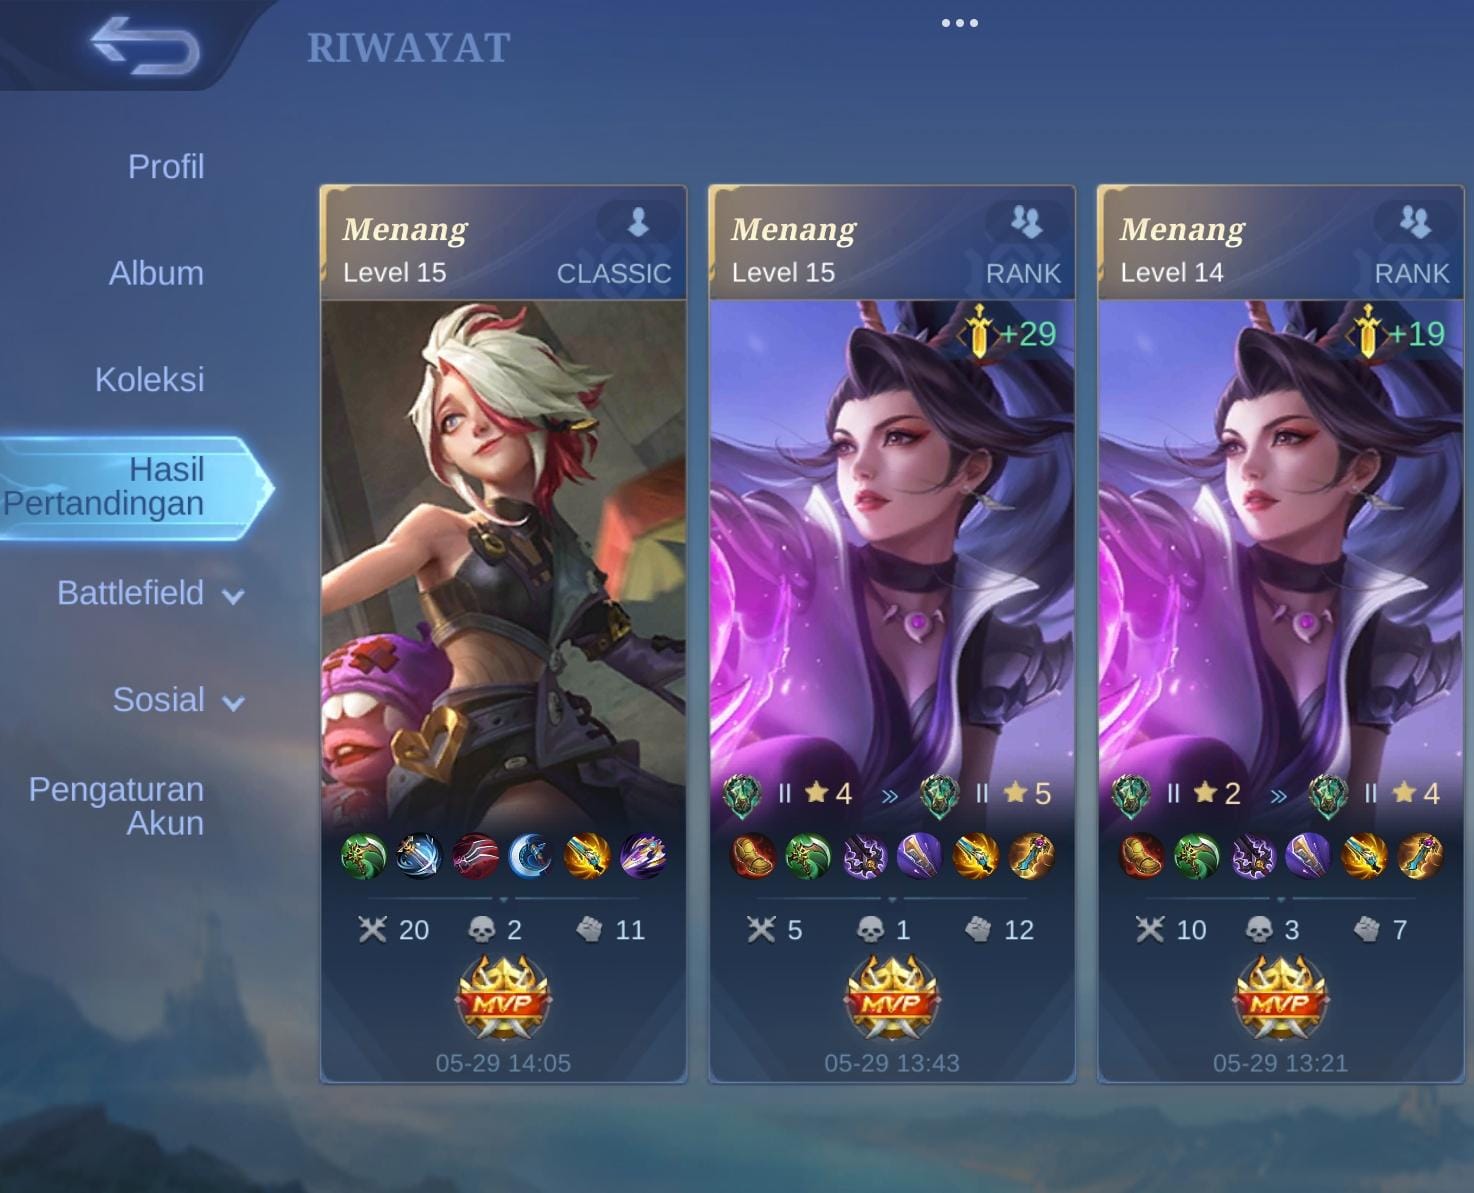 RIWAYAT
Profil
Album
Koleksi
Hasil
Pertandingan
Battlefield
Sosial
Pengaturan
Akun
Menang
Level 15 CLASSIC
20 2 11
MVP
05-29 14:05
Menang
Level 15 RANK
+29
II 4 » II 5
5 1 12
MVP
05-29 13:43
Menang
Level 14 RANK
+19
II 2 » II 4
10 3 7
MVP
05-29 13:21